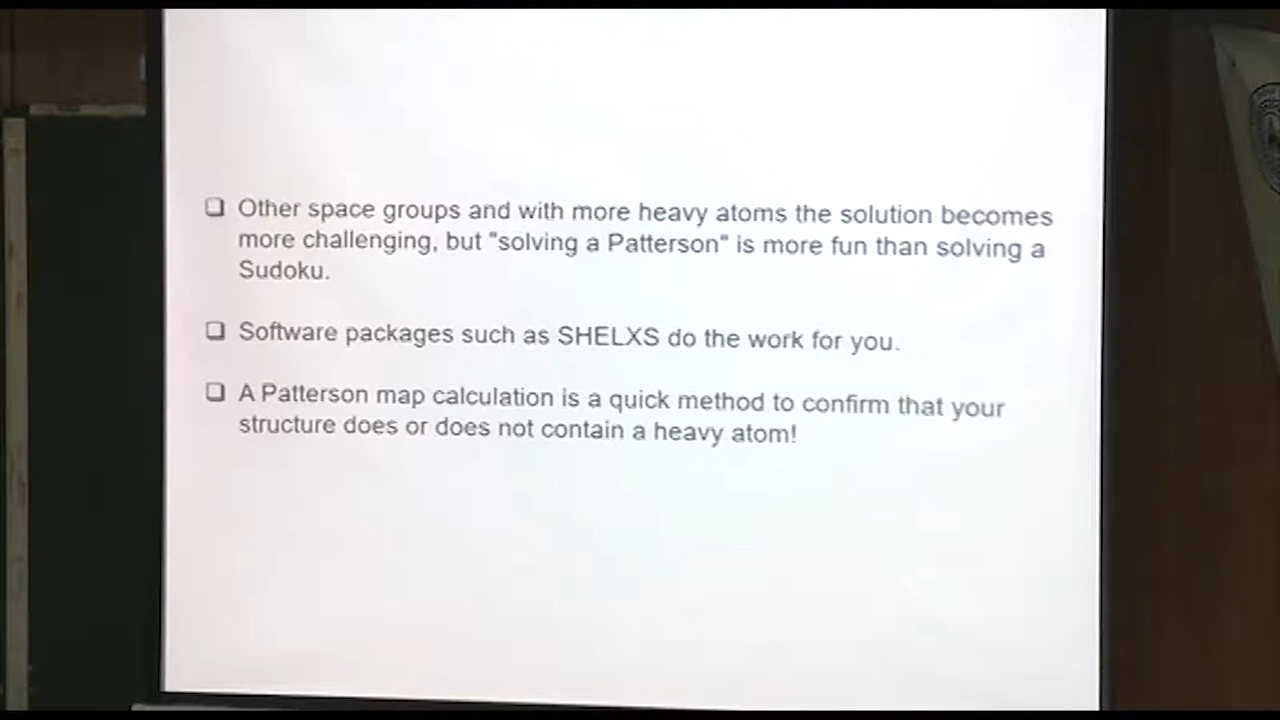 ❑ Other space groups and with more heavy atoms the solution becomes
more challenging, but "solving a Patterson" is more fun than solving a
Sudoku.
❑ Software packages such as SHELXS do the work for you.
❑ A Patterson map calculation is a quick method to confirm that your
structure does or does not contain a heavy atom!